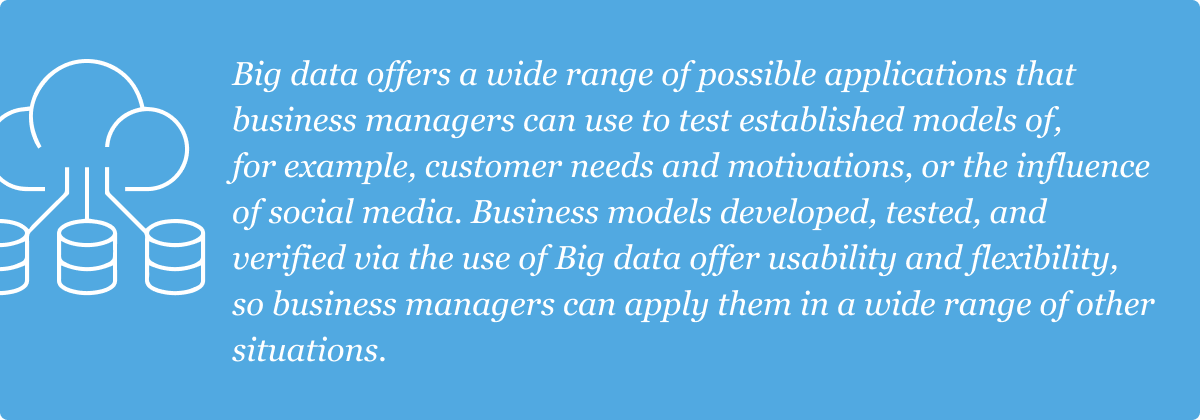 Big data offers a wide range of possible applications that
business managers can use to test established models of,
for example, customer needs and motivations, or the influence
of social media. Business models developed, tested, and
verified via the use of Big data offer usability and flexibility,
so business managers can apply them in a wide range of other
situations.